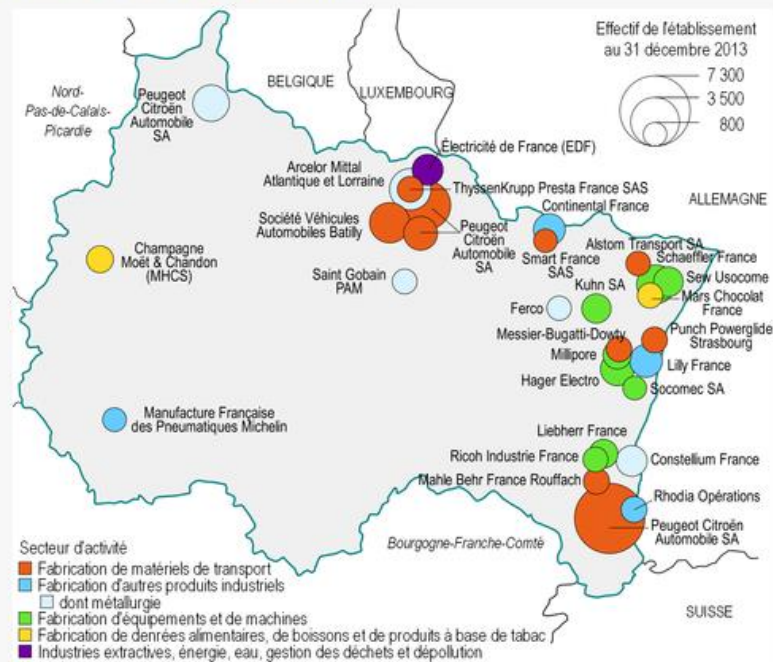 Effectif de l'établissement
au 31 décembre 2013
7 300
3 500
800
Nord-
Pas-de-Calais-
Picardie
BELGIQUE
LUXEMBOURG
ALLEMAGNE
Peugeot
Citroën
Automobile
SA
Électricité de France (EDF)
Arcelor Mittal
Atlantique et Lorraine
ThyssenKrupp Presta France SAS
Continental France
Société Véhicules
Automobiles Batilly
Peugeot
Citroën
Automobile
SA
Smart France
SAS
Alstom Transport SA
Schaeffler France
Sew Usocome
Champagne
Moët & Chandon
(MHCS)
Saint Gobain
PAM
Kuhn SA
Mars Chocolat
France
Ferco
Messier-Bugatti-Dowty
Punch Powerglide
Strasbourg
Millipore
Lilly France
Hager Electro
Socomec SA
Manufacture Française
des Pneumatiques Michelin
Liebherr France
Ricoh Industrie France
Constellium France
Mahle Behr France Rouffach
Rhodia Opérations
Peugeot Citroën
Automobile SA
Bourgogne-Franche-Comté
SUISSE
Secteur d'activité
Fabrication de matériels de transport
Fabrication d'autres produits industriels
dont métallurgie
Fabrication d'équipements et de machines
Fabrication de denrées alimentaires, de boissons et de produits à base de tabac
Industries extractives, énergie, eau, gestion des déchets et dépollution